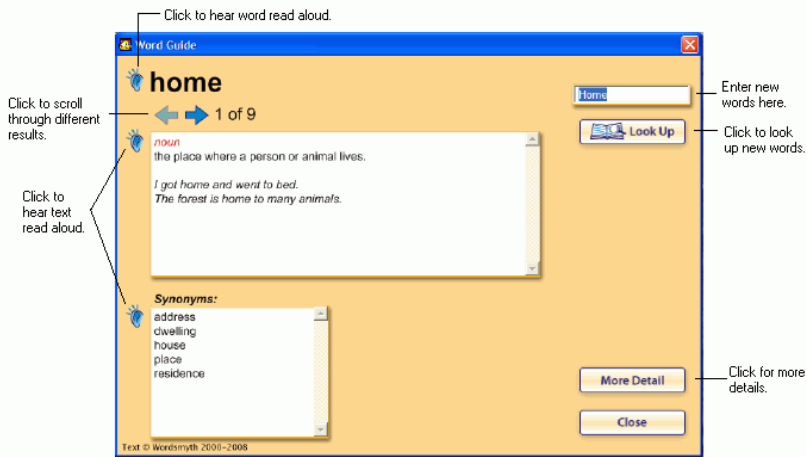 Click to hear word read aloud.
Word Guide
home
Click to scroll
through different
results.
1 of 9
Home
Enter new
words here.
Look Up
Click to look
up new words.
noun
the place where a person or animal lives.
I got home and went to bed.
The forest is home to many animals.
Click to
hear text
read aloud.
Synonyms:
address
dwelling
house
place
residence
More Detail
Click for more
details.
Close
Text © Wordsmyth 2000-2008